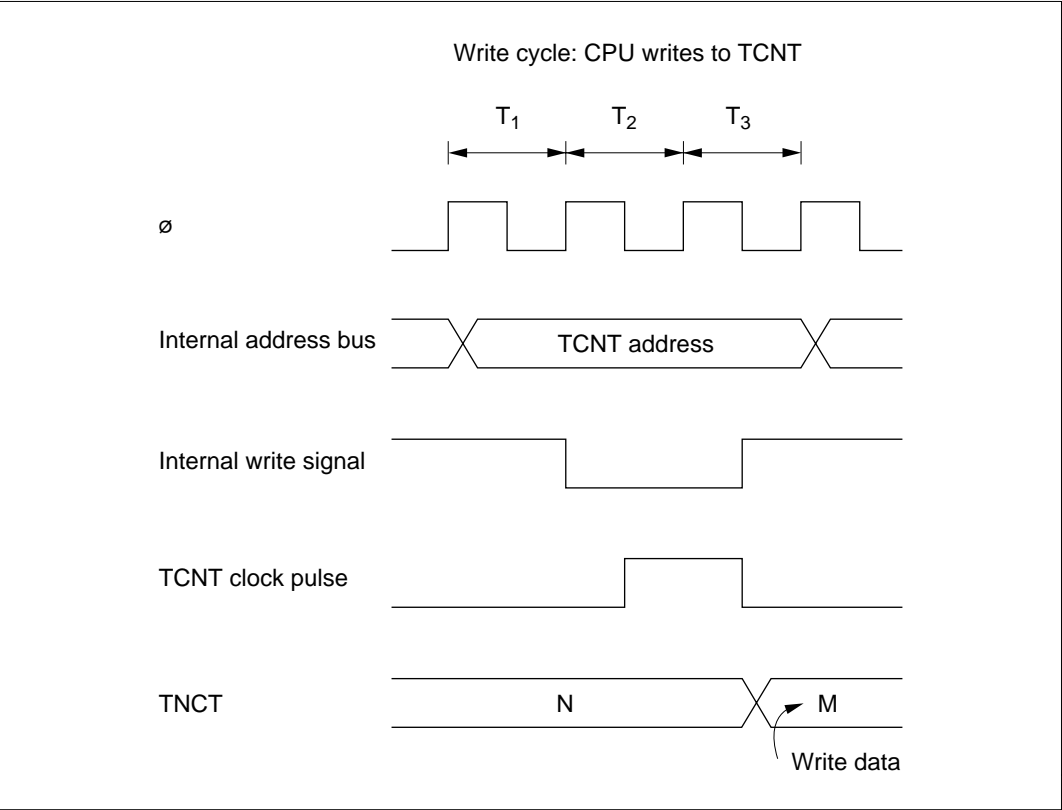 Write cycle: CPU writes to TCNT
T1 T2 T3
ø
Internal address bus TCNT address
Internal write signal
TCNT clock pulse
TNCT N M
Write data